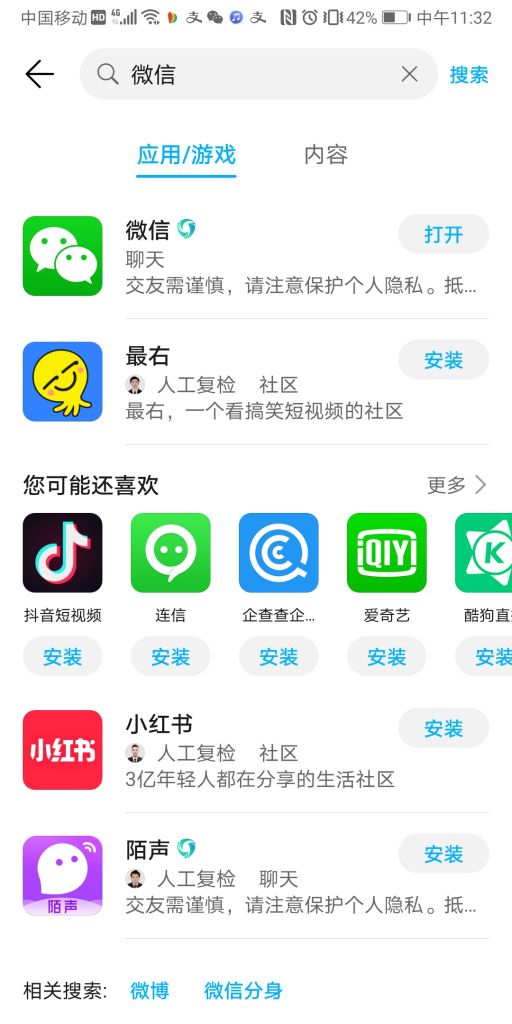 中国移动 HD 4G 42% 中午11:32
微信 搜索
应用/游戏 内容
微信
打开
聊天
交友需谨慎，请注意保护个人隐私。抵...
最右
安装
人工复检 社区
最右，一个看搞笑短视频的社区
您可能还喜欢 更多
iQIYI K
抖音短视频 连信 企查查企... 爱奇艺 酷狗直
安装 安装 安装 安装 安装
小红书
小红书
安装
人工复检 社区
3亿年轻人都在分享的生活社区
陌声
安装
人工复检 聊天
陌声
交友需谨慎，请注意保护个人隐私。抵...
相关搜索: 微博 微信分身